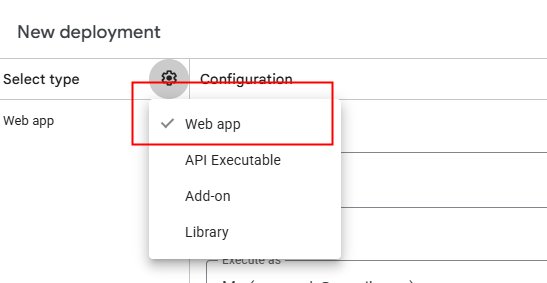 New deployment
Select type
Configuration
Web app
Web app
API Executable
Add-on
Library
Execute as